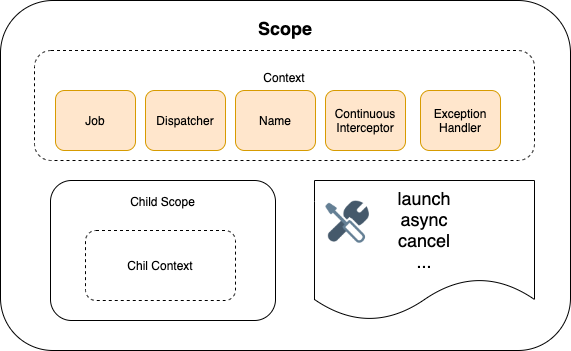 Scope
Context
Job
Dispatcher
Name
Continuous
Interceptor
Exception
Handler
Child Scope
Chil Context
launch
async
cancel
...